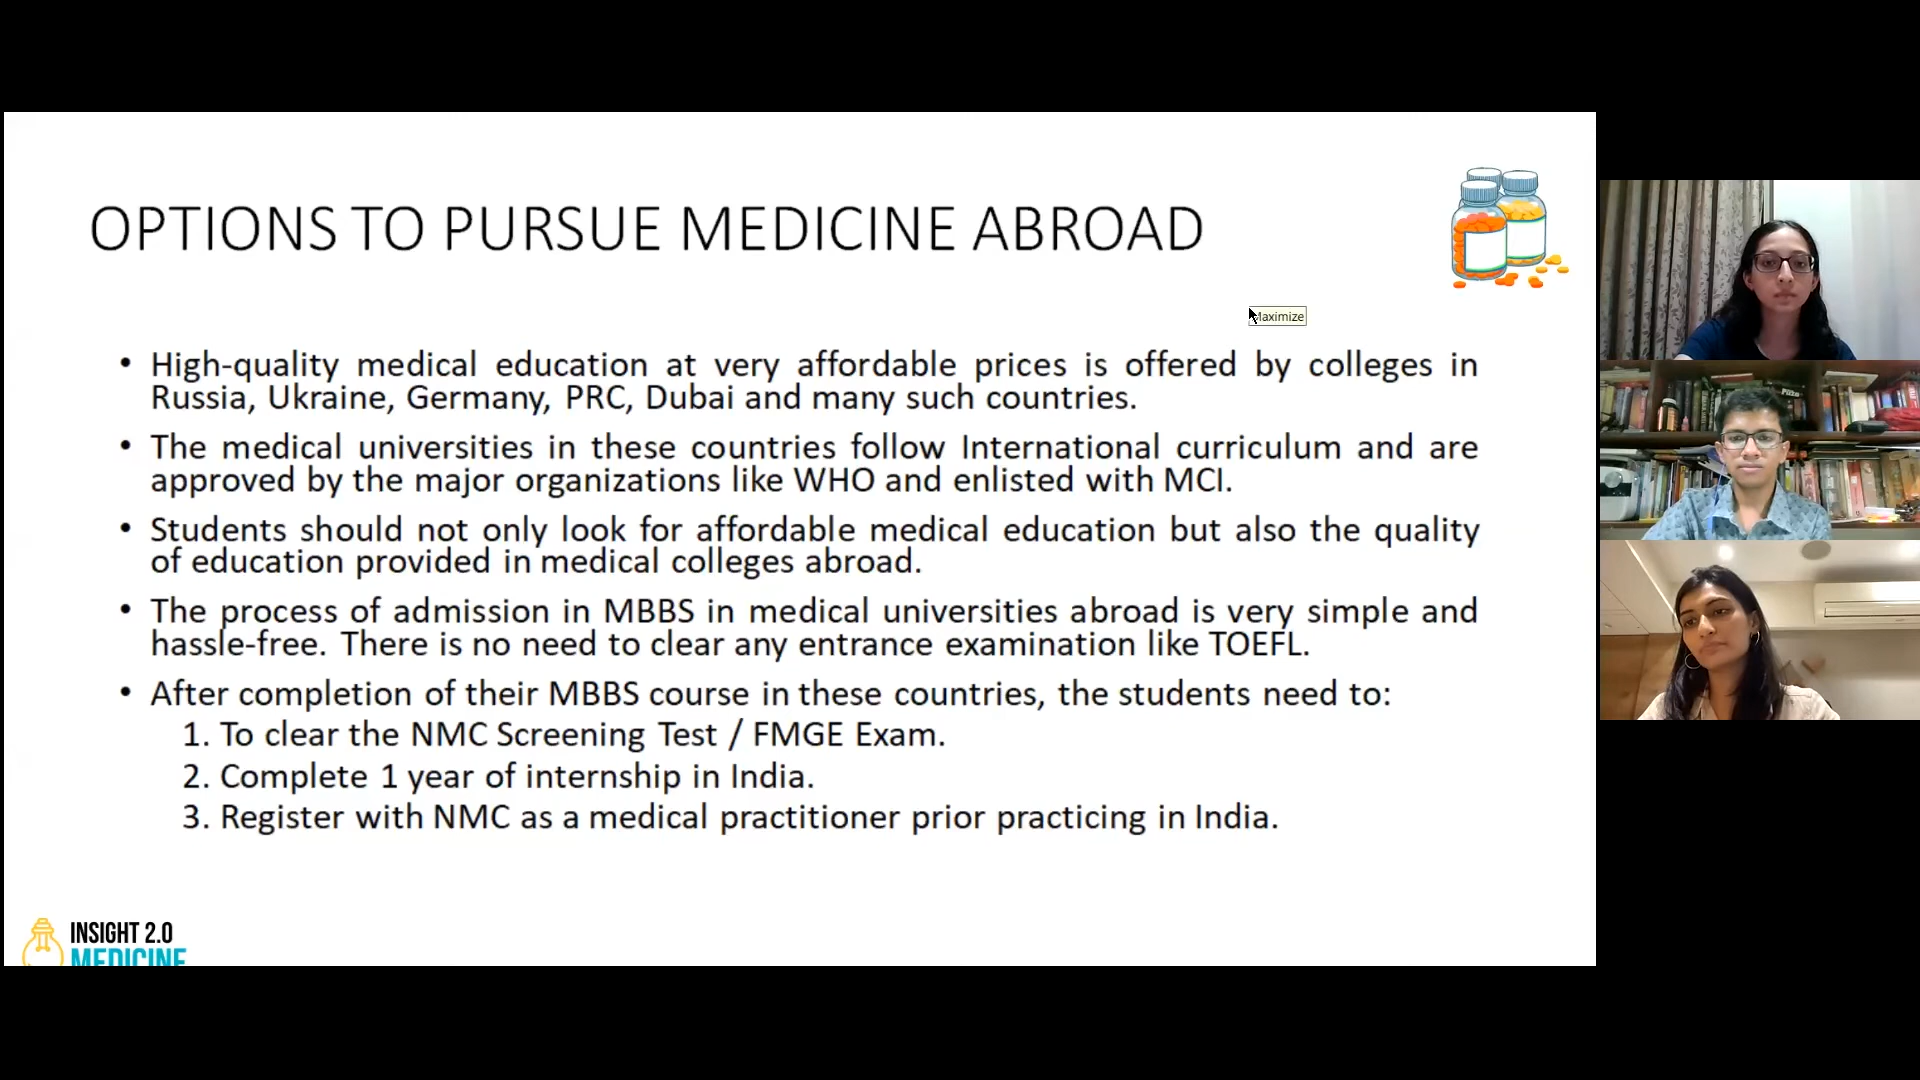 OPTIONS TO PURSUE MEDICINE ABROAD
Maximize
• High-quality medical education at very affordable prices is offered by colleges in
Russia, Ukraine, Germany, PRC, Dubai and many such countries.
• The medical universities in these countries follow International curriculum and are
approved by the major organizations like WHO and enlisted with MCI.
• Students should not only look for affordable medical education but also the quality
of education provided in medical colleges abroad.
• The process of admission in MBBS in medical universities abroad is very simple and
hassle-free. There is no need to clear any entrance examination like TOEFL.
• After completion of their MBBS course in these countries, the students need to:
1. To clear the NMC Screening Test / FMGE Exam.
2. Complete 1 year of internship in India.
3. Register with NMC as a medical practitioner prior practicing in India.
INSIGHT 2.0
MEDICINE